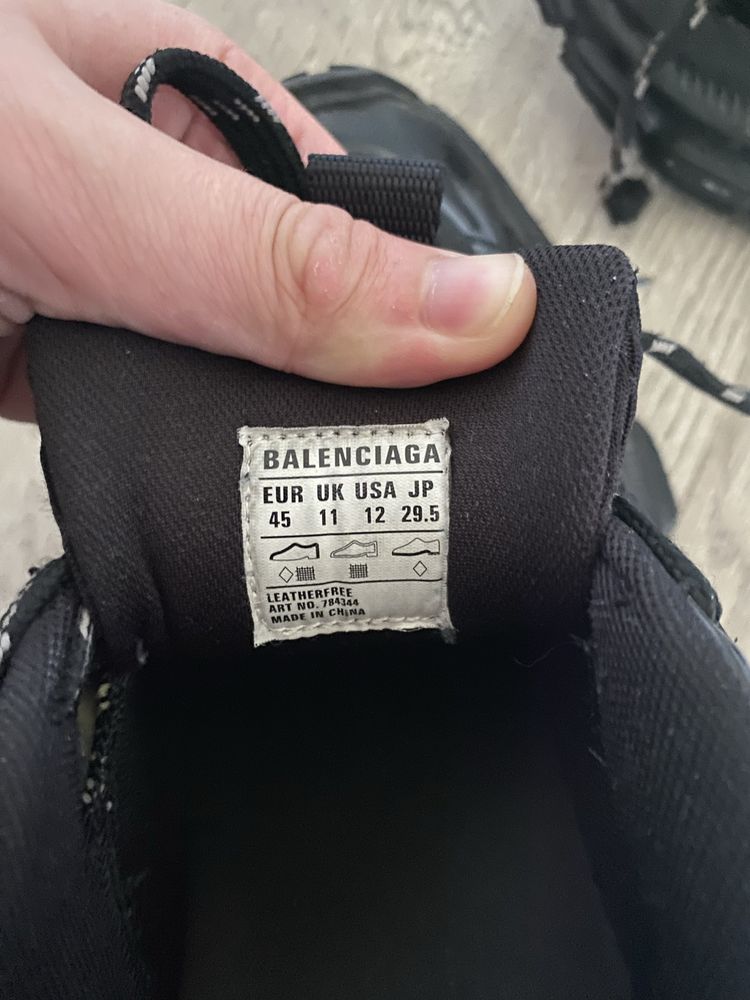 BALENCIAGA
EUR UK USA JP
45 11 12 29.5
LEATHERFREE
ART NO. 784344
MADE IN CHINA